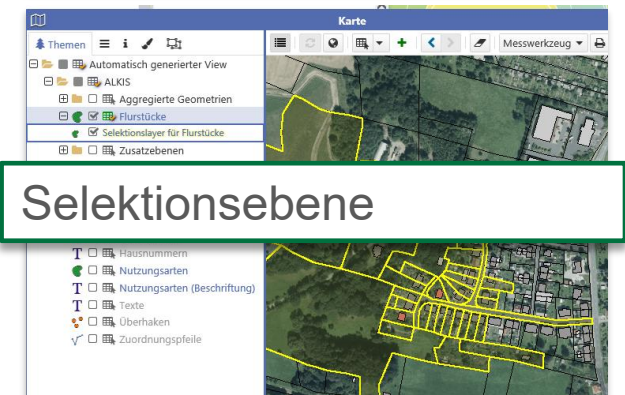 Karte
Themen
Messwerkzeug
Automatisch generierter View
ALKIS
Aggregierte Geometrien
Flurstücke
Selektionslayer für Flurstücke
Zusatzebenen
Selektionsebene
T Hausnummern
Nutzungsarten
T Nutzungsarten (Beschriftung)
T Texte
Überhaken
Zuordnungspfeile